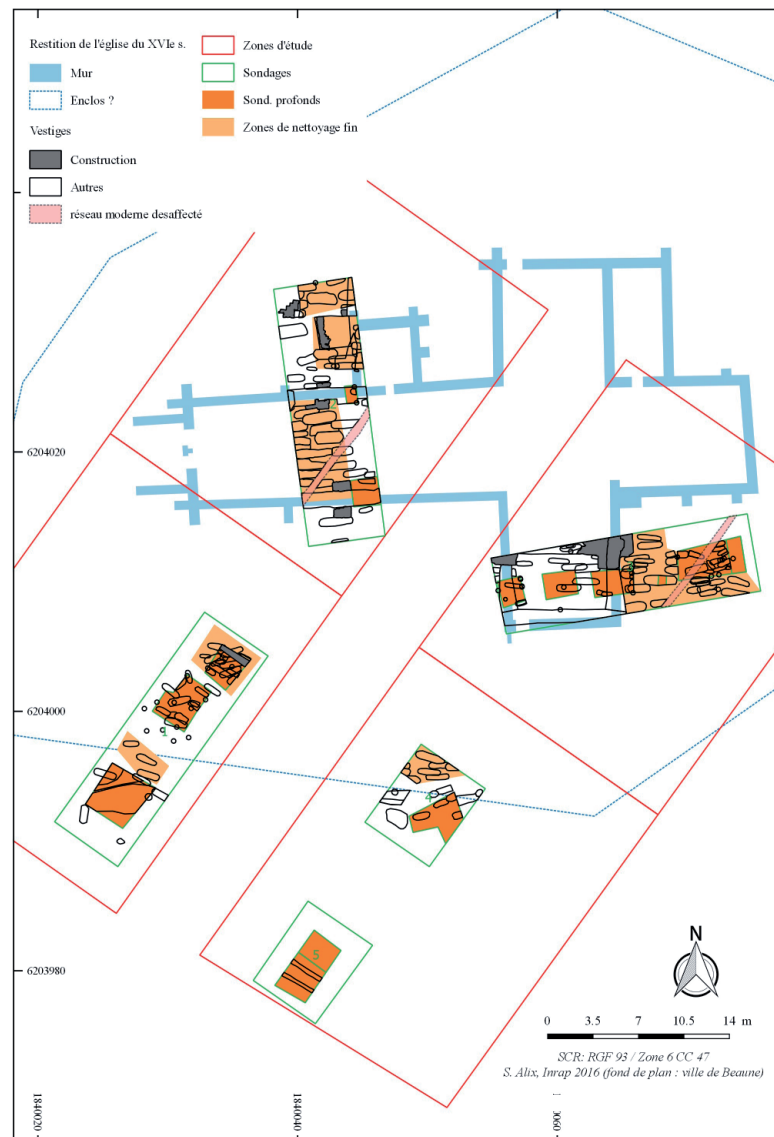 Restition de l'église du XVIe s.
Mur
Enclos ?
Vestiges
Construction
Autres
réseau moderne desaffecté
Zones d'étude
Sondages
Sond. profonds
Zones de nettoyage fin
6204020
6204000
1
4
6203980
5
N
0 3.5 7 10.5 14 m
SCR: RGF 93 / Zone 6 CC 47
S. Alix, Inrap 2016 (fond de plan : ville de Beaune)
1840020
1840040